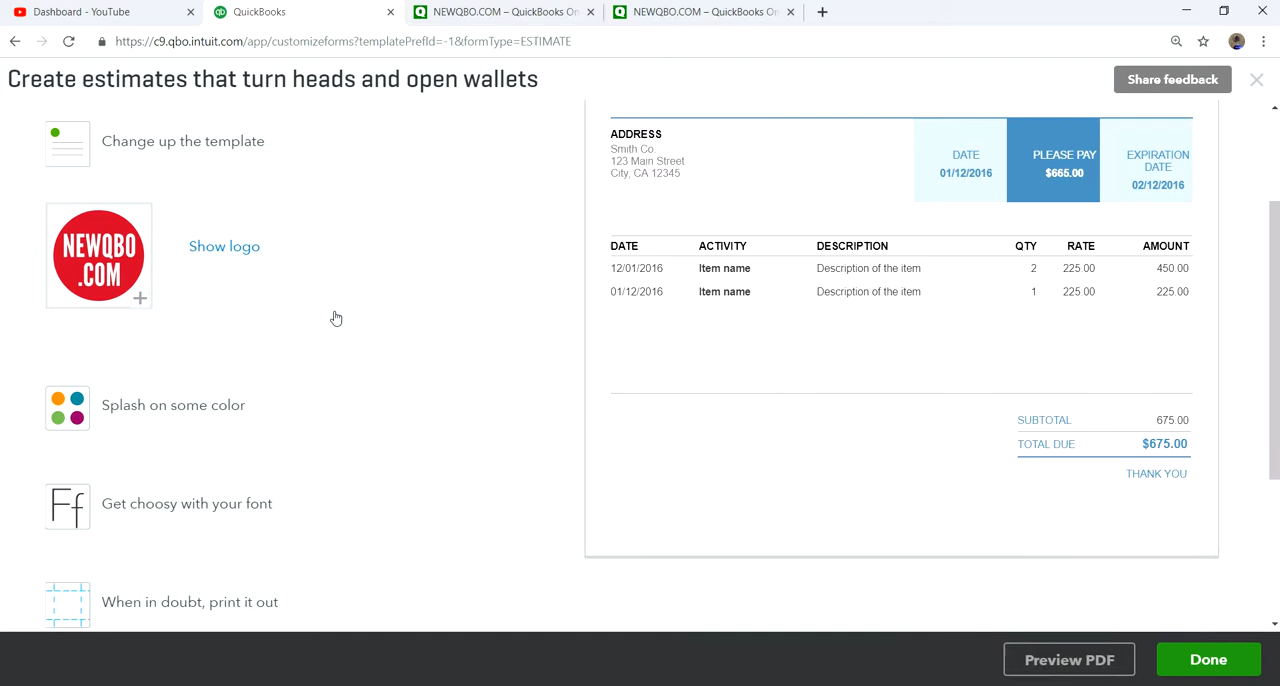 Dashboard - YouTube
QuickBooks
NEWQBO.COM – QuickBooks On
NEWQBO.COM – QuickBooks On
https://c9.qbo.intuit.com/app/customizeforms?templatePrefId=-1&formType=ESTIMATE
Create estimates that turn heads and open wallets
Share feedback
Change up the template
NEWQBO
.COM
Show logo
Splash on some color
Ff
Get choosy with your font
When in doubt, print it out
ADDRESS
Smith Co.
123 Main Street
City, CA 12345
DATE
01/12/2016
PLEASE PAY
$665.00
EXPIRATION
DATE
02/12/2016
DATE ACTIVITY DESCRIPTION QTY RATE AMOUNT
12/01/2016 Item name Description of the item 2 225.00 450.00
01/12/2016 Item name Description of the item 1 225.00 225.00
SUBTOTAL 675.00
TOTAL DUE $675.00
THANK YOU
Preview PDF
Done